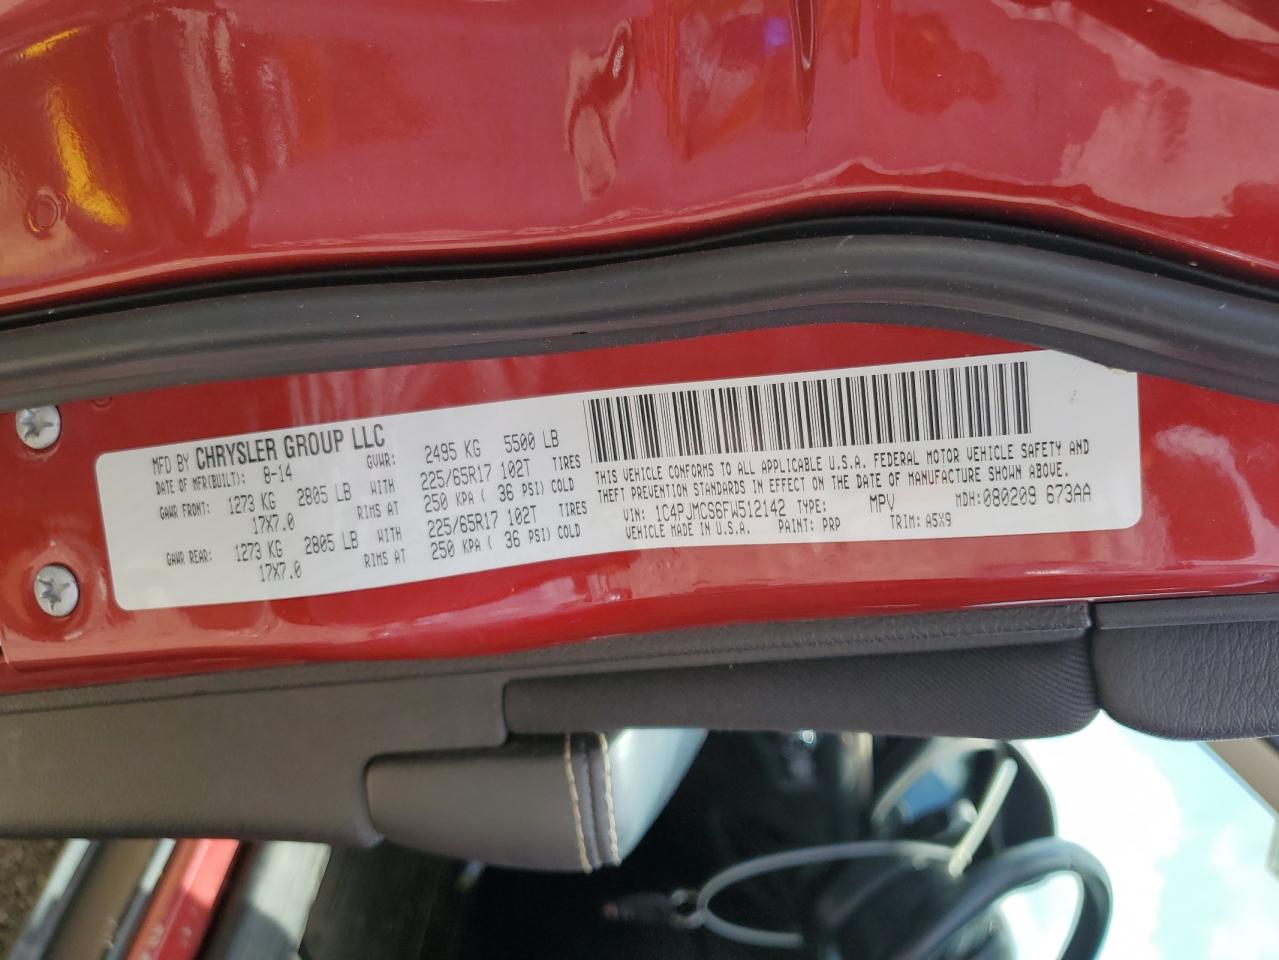 MFD BY CHRYSLER GROUP LLC
DATE OF MFR(BUILT): 8-14 GVWR: 2495 KG 5500 LB
GAWR FRONT: 1273 KG 2805 LB WITH 225/65R17 102T TIRES
17X7.0 RIMS AT 250 KPA ( 36 PSI) COLD
GAWR REAR: 1273 KG 2805 LB WITH 225/65R17 102T TIRES
17X7.0 RIMS AT 250 KPA ( 36 PSI) COLD
THIS VEHICLE CONFORMS TO ALL APPLICABLE U.S.A. FEDERAL MOTOR VEHICLE SAFETY AND
THEFT PREVENTION STANDARDS IN EFFECT ON THE DATE OF MANUFACTURE SHOWN ABOVE.
VIN: 1C4PJMCS6FW512142 TYPE: MPV MDH: 080209 673AA
VEHICLE MADE IN U.S.A. PAINT: PRP TRIM: A5X9